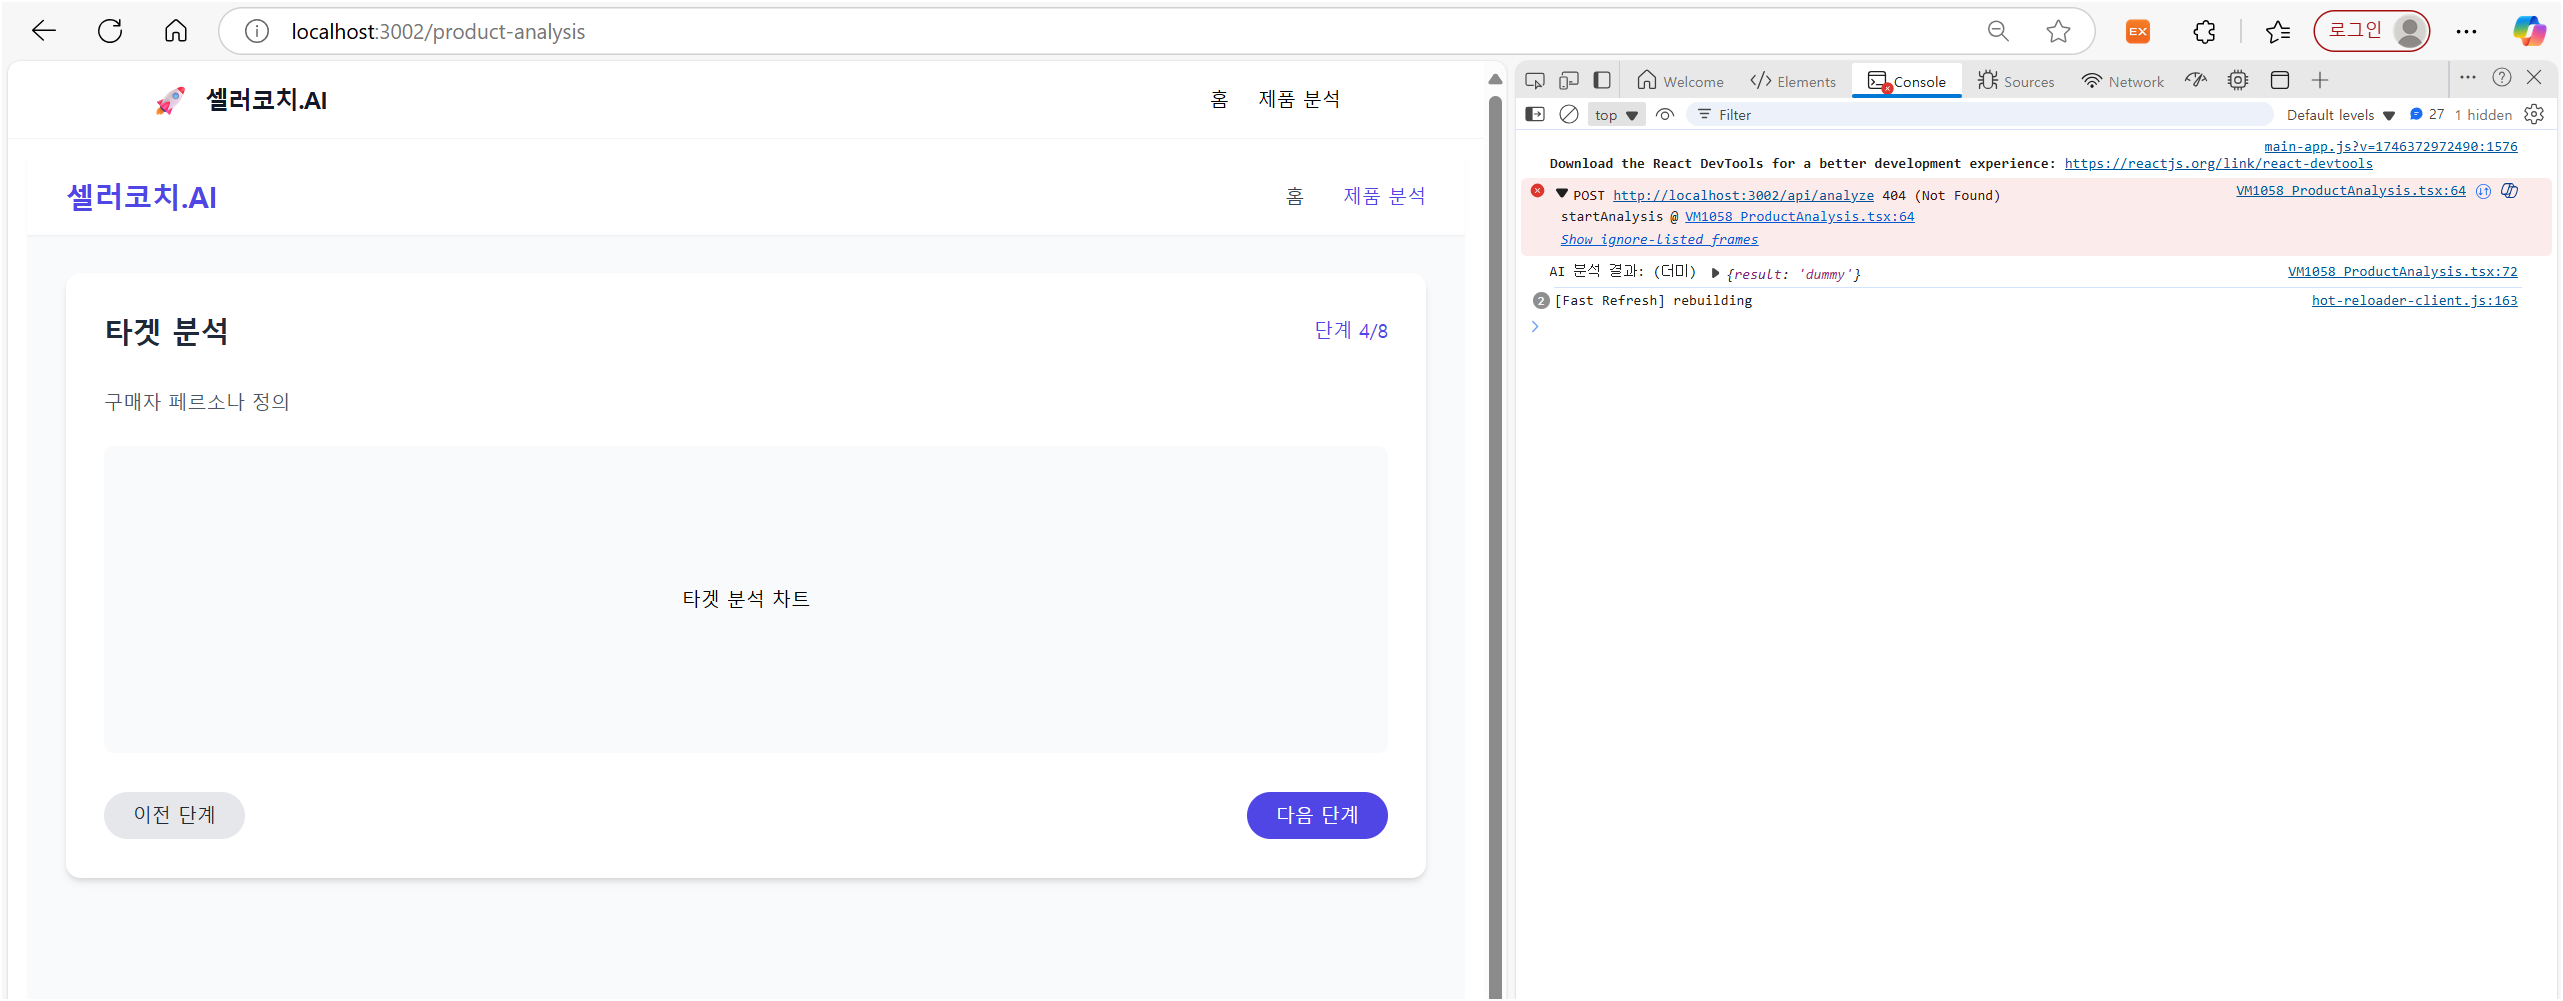 localhost:3002/product-analysis
EX
로그인
🚀 셀러코치.AI 홈 제품 분석
셀러코치.AI 홈 제품 분석
타겟 분석 단계 4/8
구매자 페르소나 정의
타겟 분석 차트
이전 단계 다음 단계
Welcome Elements Console Sources Network
top Filter Default levels 27 1 hidden
main-app.js?v=1746372972490:1576
Download the React DevTools for a better development experience: https://reactjs.org/link/react-devtools
POST http://localhost:3002/api/analyze 404 (Not Found) VM1058 ProductAnalysis.tsx:64
startAnalysis @ VM1058 ProductAnalysis.tsx:64
Show ignore-listed frames
AI 분석 결과: (더미) {result: 'dummy'} VM1058 ProductAnalysis.tsx:72
2 [Fast Refresh] rebuilding hot-reloader-client.js:163